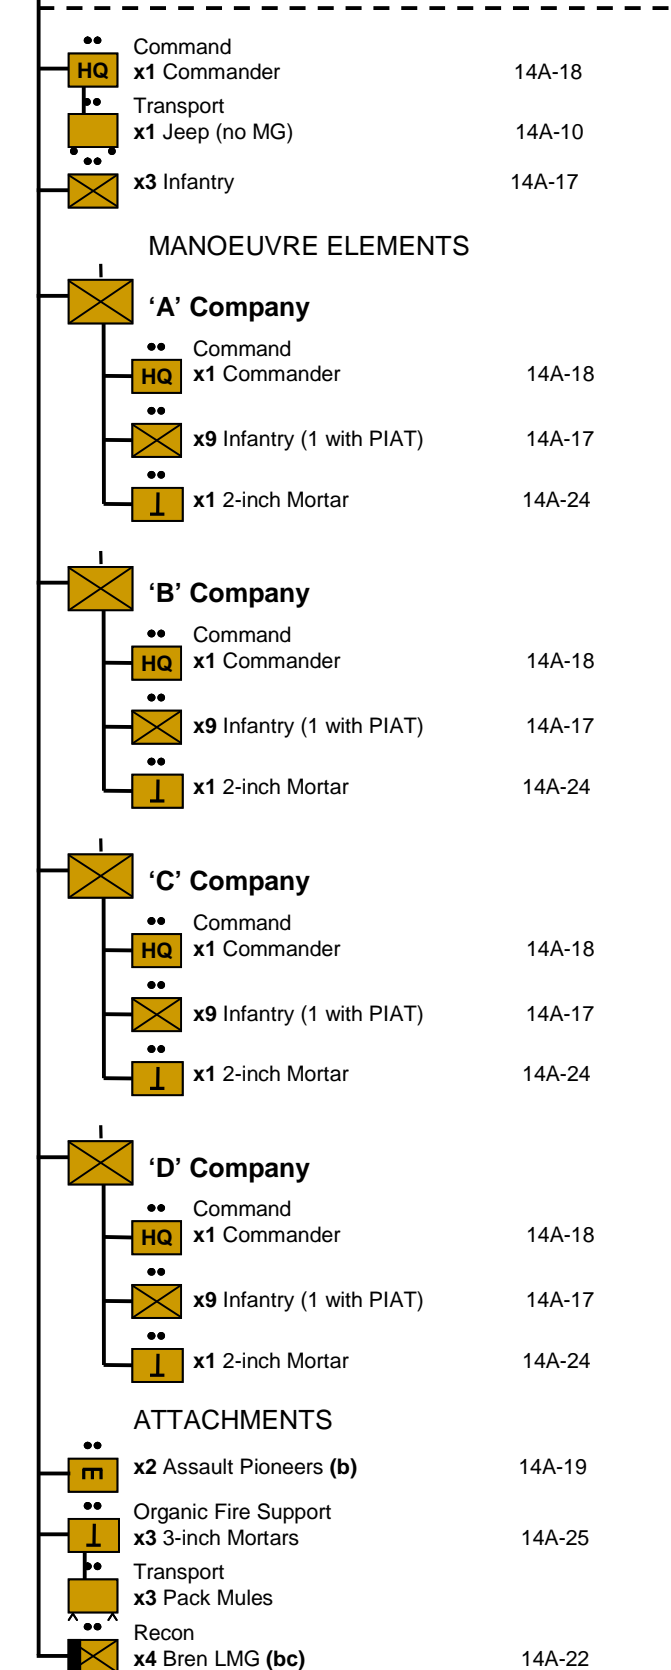 Command
HQ x1 Commander 14A-18
Transport
x1 Jeep (no MG) 14A-10
x3 Infantry 14A-17
MANOEUVRE ELEMENTS
‘A’ Company
Command
HQ x1 Commander 14A-18
x9 Infantry (1 with PIAT) 14A-17
x1 2-inch Mortar 14A-24
‘B’ Company
Command
HQ x1 Commander 14A-18
x9 Infantry (1 with PIAT) 14A-17
x1 2-inch Mortar 14A-24
‘C’ Company
Command
HQ x1 Commander 14A-18
x9 Infantry (1 with PIAT) 14A-17
x1 2-inch Mortar 14A-24
‘D’ Company
Command
HQ x1 Commander 14A-18
x9 Infantry (1 with PIAT) 14A-17
x1 2-inch Mortar 14A-24
ATTACHMENTS
x2 Assault Pioneers (b) 14A-19
Organic Fire Support
x3 3-inch Mortars 14A-25
Transport
x3 Pack Mules
Recon
x4 Bren LMG (bc) 14A-22